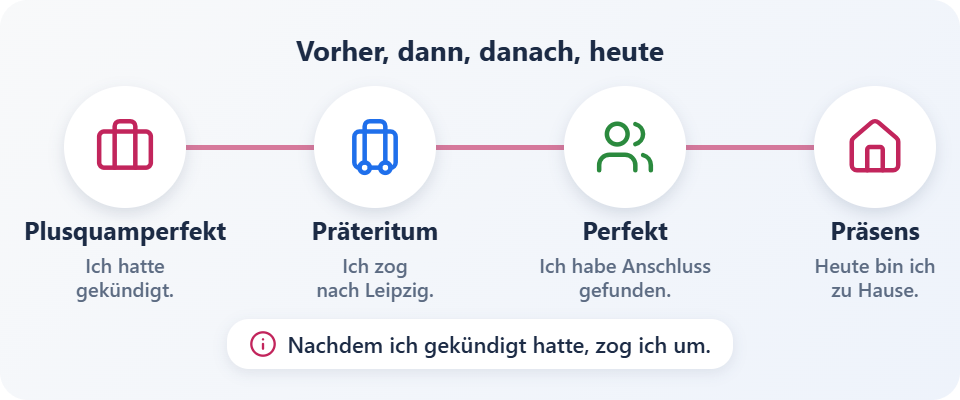 Vorher, dann, danach, heute
Plusquamperfekt
Ich hatte
gekündigt.
Präteritum
Ich zog
nach Leipzig.
Perfekt
Ich habe Anschluss
gefunden.
Präsens
Heute bin ich
zu Hause.
Nachdem ich gekündigt hatte, zog ich um.